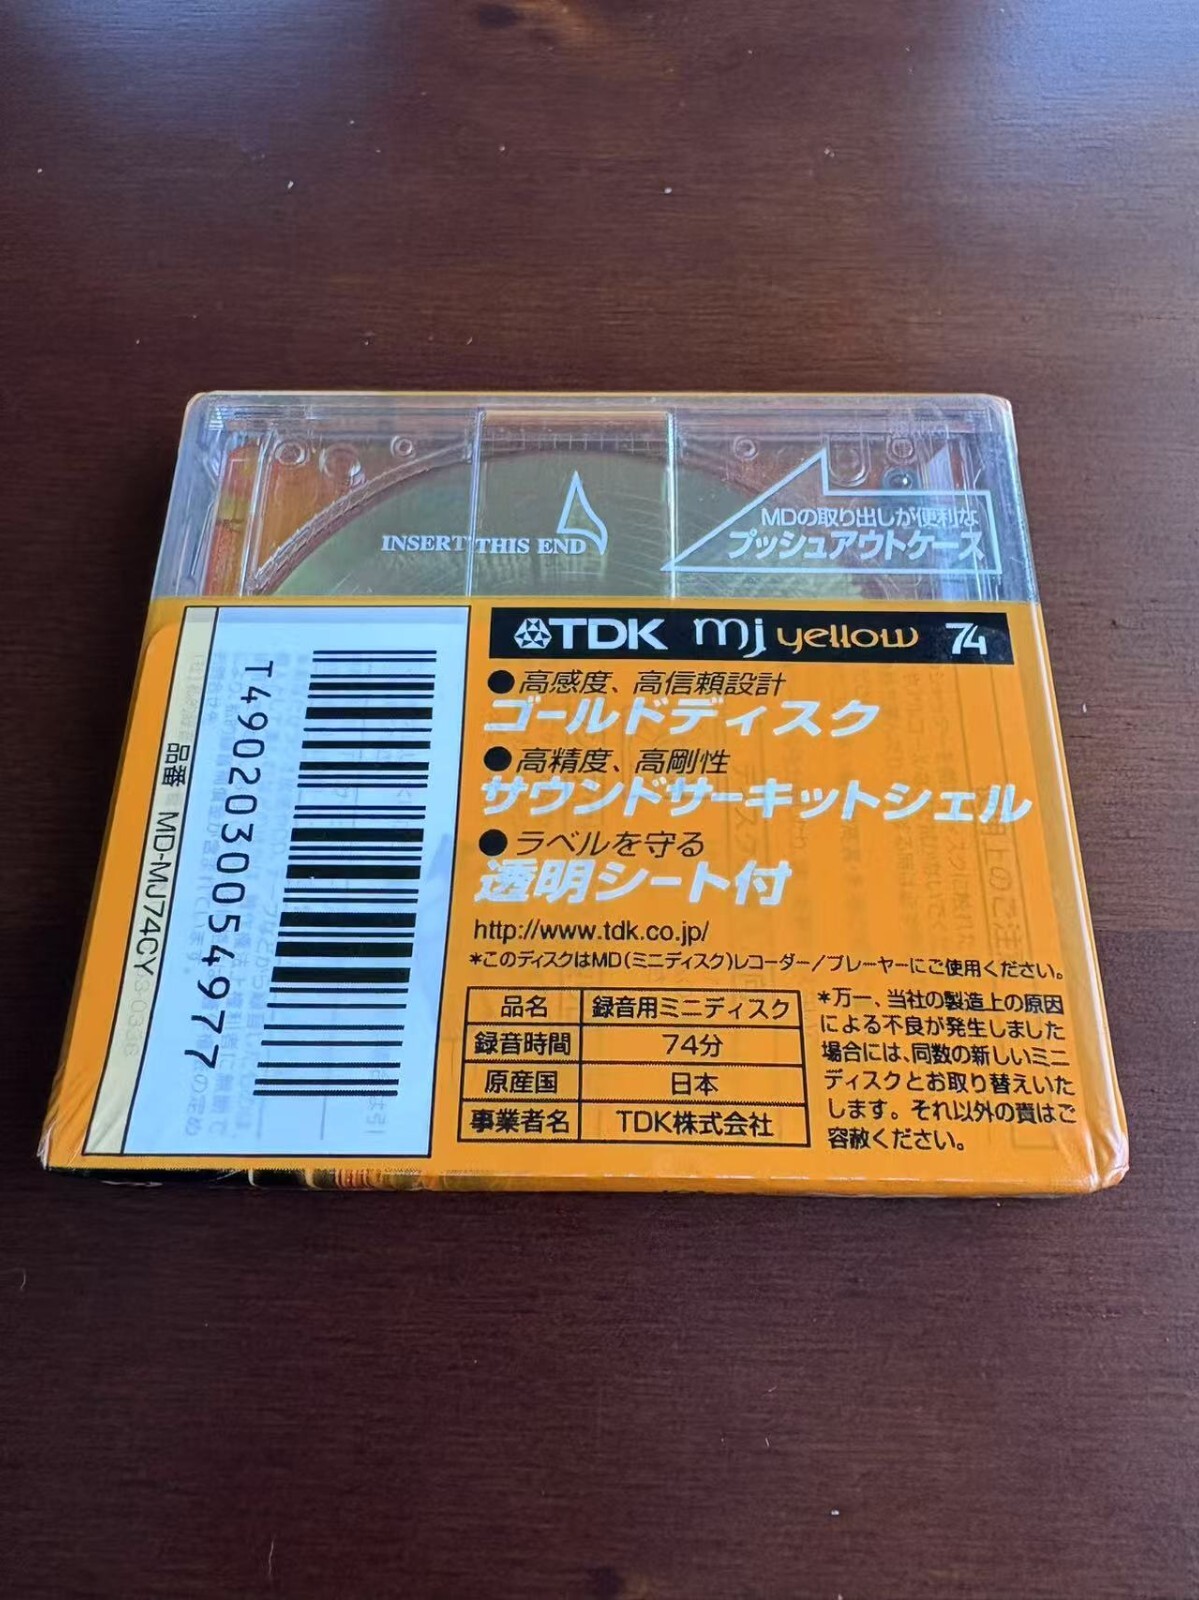 INSERT THIS END
MDの取り出しが便利な
プッシュアウトケース
TDK mj yellow 74
●高感度、高信頼設計
ゴールドディスク
●高精度、高剛性
サウンドサーキットシェル
●ラベルを守る
透明シート付
http://www.tdk.co.jp/
*このディスクはMD(ミニディスク)レコーダー/プレーヤーにご使用ください。
品名 録音用ミニディスク
録音時間 74分
原産国 日本
事業者名 TDK株式会社
*万一、当社の製造上の原因
による不良が発生しました
場合には、同数の新しいミニ
ディスクとお取り替えいた
します。それ以外の責はご
容赦ください。
T4902030054977
品番 MD-MJ74CY